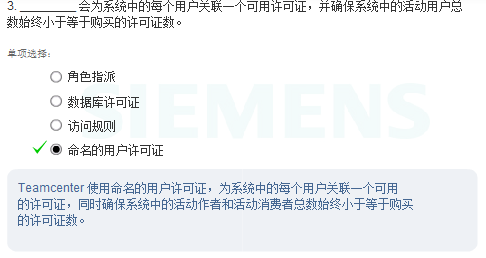 3. ________ 会为系统中的每个用户关联一个可用许可证，并确保系统中的活动用户总
数始终小于等于购买的许可证数。
单项选择：
角色指派
数据库许可证
访问规则
命名的用户许可证
SIEMENS
Teamcenter 使用命名的用户许可证，为系统中的每个用户关联一个可用
的许可证，同时确保系统中的活动作者和活动消费者总数始终小于等于购买
的许可证数。